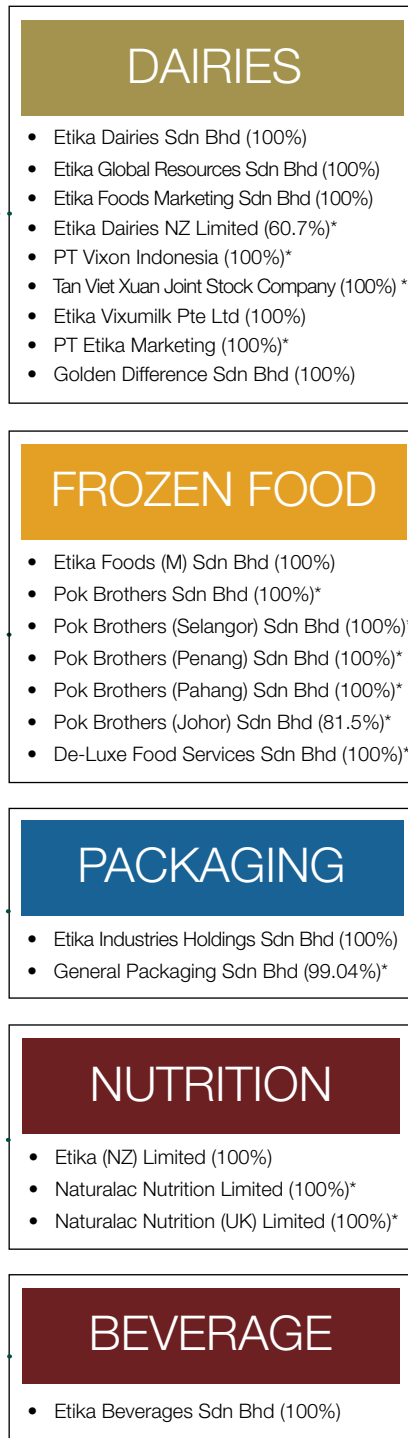 DAIRIES
• Etika Dairies Sdn Bhd (100%)
• Etika Global Resources Sdn Bhd (100%)
• Etika Foods Marketing Sdn Bhd (100%)
• Etika Dairies NZ Limited (60.7%)*
• PT Vixon Indonesia (100%)*
• Tan Viet Xuan Joint Stock Company (100%) *
• Etika Vixumilk Pte Ltd (100%)
• PT Etika Marketing (100%)*
• Golden Difference Sdn Bhd (100%)
FROZEN FOOD
• Etika Foods (M) Sdn Bhd (100%)
• Pok Brothers Sdn Bhd (100%)*
• Pok Brothers (Selangor) Sdn Bhd (100%)*
• Pok Brothers (Penang) Sdn Bhd (100%)*
• Pok Brothers (Pahang) Sdn Bhd (100%)*
• Pok Brothers (Johor) Sdn Bhd (81.5%)*
• De-Luxe Food Services Sdn Bhd (100%)*
PACKAGING
• Etika Industries Holdings Sdn Bhd (100%)
• General Packaging Sdn Bhd (99.04%)*
NUTRITION
• Etika (NZ) Limited (100%)
• Naturalac Nutrition Limited (100%)*
• Naturalac Nutrition (UK) Limited (100%)*
BEVERAGE
• Etika Beverages Sdn Bhd (100%)